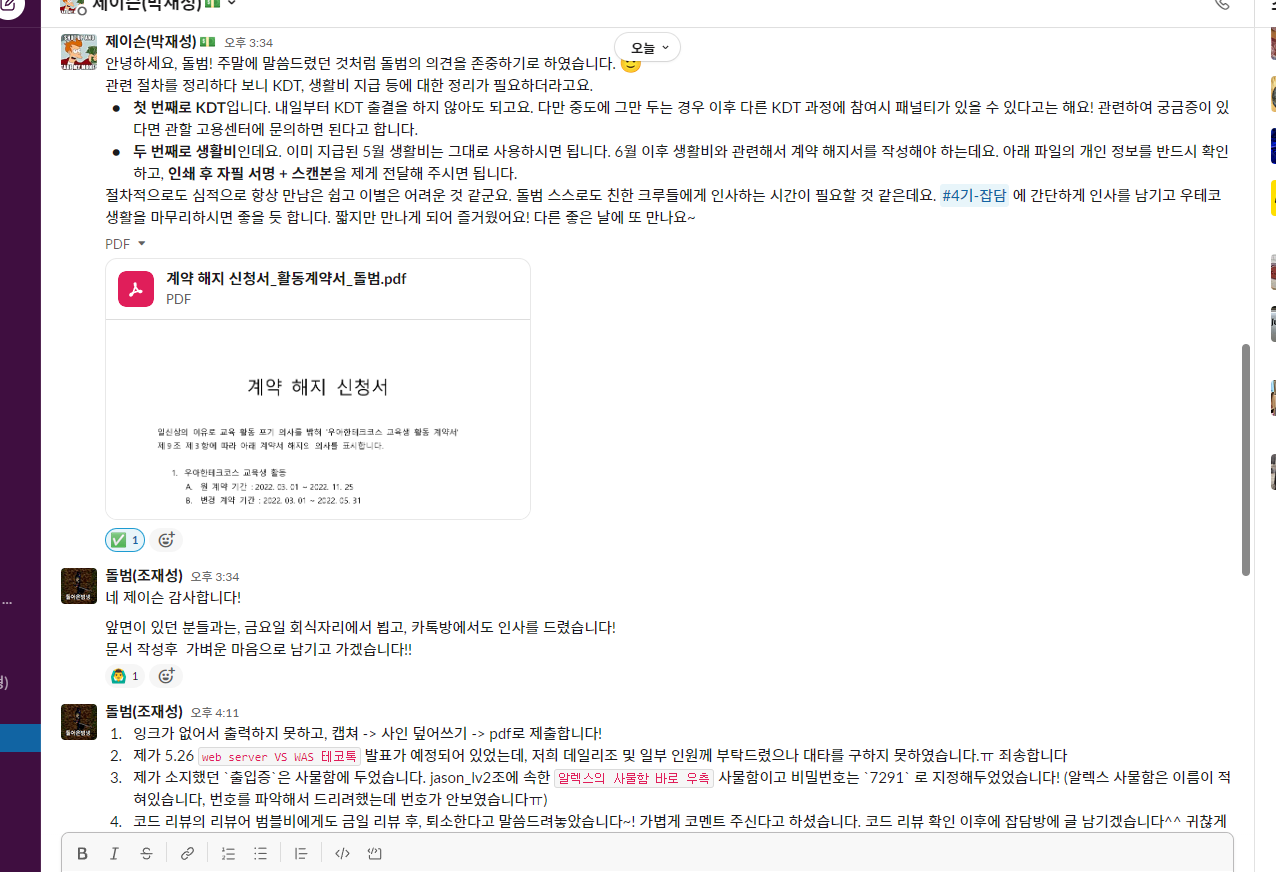 제이슨(박재성)
제이슨(박재성) 오후 3:34
오늘
안녕하세요, 돌범! 주말에 말씀드렸던 것처럼 돌범의 의견을 존중하기로 하였습니다.
관련 절차를 정리하다 보니 KDT, 생활비 지급 등에 대한 정리가 필요하더라고요.
● 첫 번째로 KDT입니다. 내일부터 KDT 출결을 하지 않아도 되고요. 다만 중도에 그만 두는 경우 이후 다른 KDT 과정에 참여시 패널티가 있을 수 있다고는 해요! 관련하여 궁금증이 있
다면 관할 고용센터에 문의하면 된다고 합니다.
● 두 번째로 생활비인데요. 이미 지급된 5월 생활비는 그대로 사용하시면 됩니다. 6월 이후 생활비와 관련해서 계약 해지서를 작성해야 하는데요. 아래 파일의 개인 정보를 반드시 확인
하고, 인쇄 후 자필 서명 + 스캔본을 제게 전달해 주시면 됩니다.
절차적으로도 심적으로 항상 만남은 쉽고 이별은 어려운 것 같군요. 돌범 스스로도 친한 크루들에게 인사하는 시간이 필요할 것 같은데요. #4기-잡담 에 간단하게 인사를 남기고 우테코
생활을 마무리하시면 좋을 듯 합니다. 짧지만 만나게 되어 즐거웠어요! 다른 좋은 날에 또 만나요~
PDF
계약 해지 신청서_활동계약서_돌범.pdf
PDF
계약 해지 신청서
일신상의 이유로 교육 활동 포기 의사를 밝혀 '우아한테크코스 교육생 활동 계약서'
제9조 제3항에 따라 아래 계약서 해지의 의사를 표시합니다.
1. 우아한테크코스 교육생 활동
A. 원 계약 기간 : 2022. 03. 01 ~ 2022. 11. 25
B. 변경 계약 기간 : 2022. 03. 01 ~ 2022. 05. 31
1
돌범(조재성) 오후 3:34
네 제이슨 감사합니다!
앞면이 있던 분들과는, 금요일 회식자리에서 뵙고, 카톡방에서도 인사를 드렸습니다!
문서 작성후 가벼운 마음으로 남기고 가겠습니다!!
1
돌범(조재성) 오후 4:11
1. 잉크가 없어서 출력하지 못하고, 캡쳐 -> 사인 덮어쓰기 -> pdf로 제출합니다!
2. 제가 5.26 web server VS WAS 테코톡 발표가 예정되어 있었는데, 저희 데일리조 및 일부 인원께 부탁드렸으나 대타를 구하지 못하였습니다.ㅠ 죄송합니다
3. 제가 소지했던 `출입증`은 사물함에 두었습니다. jason_lv2조에 속한 알렉스의 사물함 바로 우측 사물함이고 비밀번호는 `7291` 로 지정해두었었습니다! (알렉스 사물함은 이름이 적
혀있습니다, 번호를 파악해서 드리려했는데 번호가 안보였습니다ㅠ)
4. 코드 리뷰의 리뷰어 범블비에게도 금일 리뷰 후, 퇴소한다고 말씀드려놓았습니다~! 가볍게 코멘트 주신다고 하셨습니다. 코드 리뷰 확인 이후에 잡담방에 글 남기겠습니다^^ 귀찮게
B I S